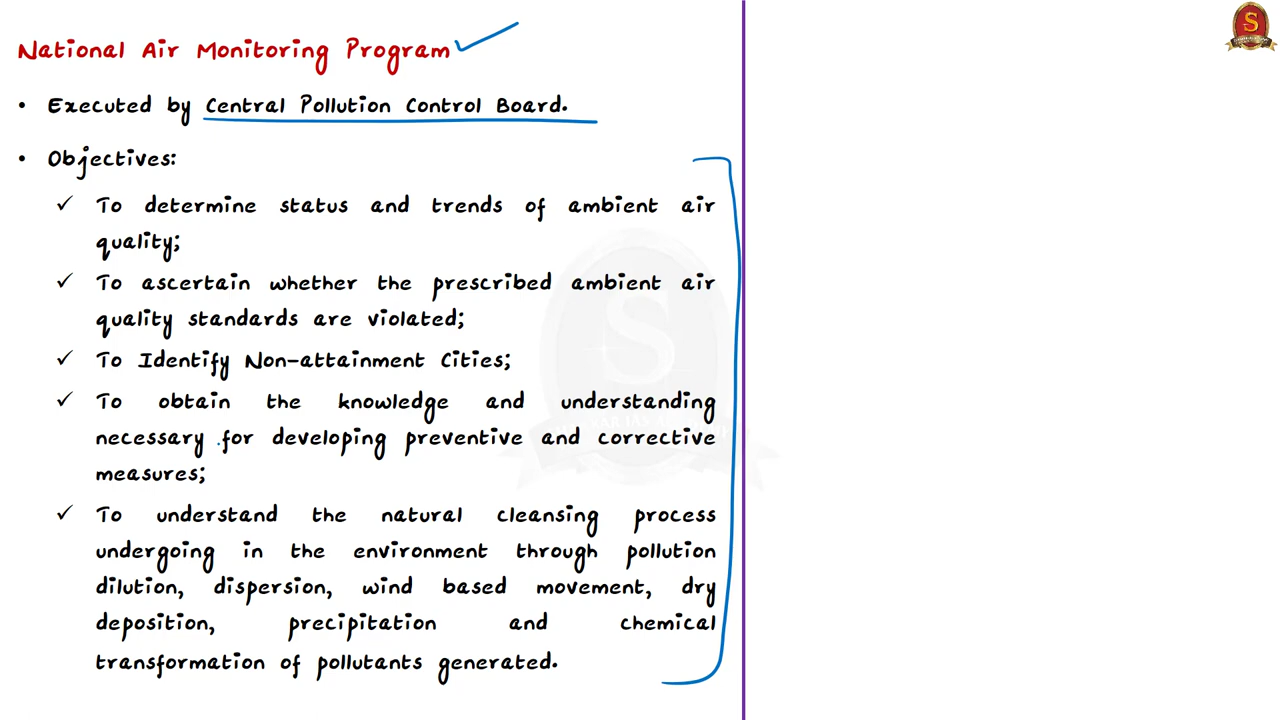 National Air Monitoring Program
• Executed by Central Pollution Control Board.
• Objectives:
✓ To determine status and trends of ambient air
quality;
✓ To ascertain whether the prescribed ambient air
quality standards are violated;
✓ To Identify Non-attainment Cities;
✓ To obtain the knowledge and understanding
necessary for developing preventive and corrective
measures;
✓ To understand the natural cleansing process
undergoing in the environment through pollution
dilution, dispersion, wind based movement, dry
deposition, precipitation and chemical
transformation of pollutants generated.
S